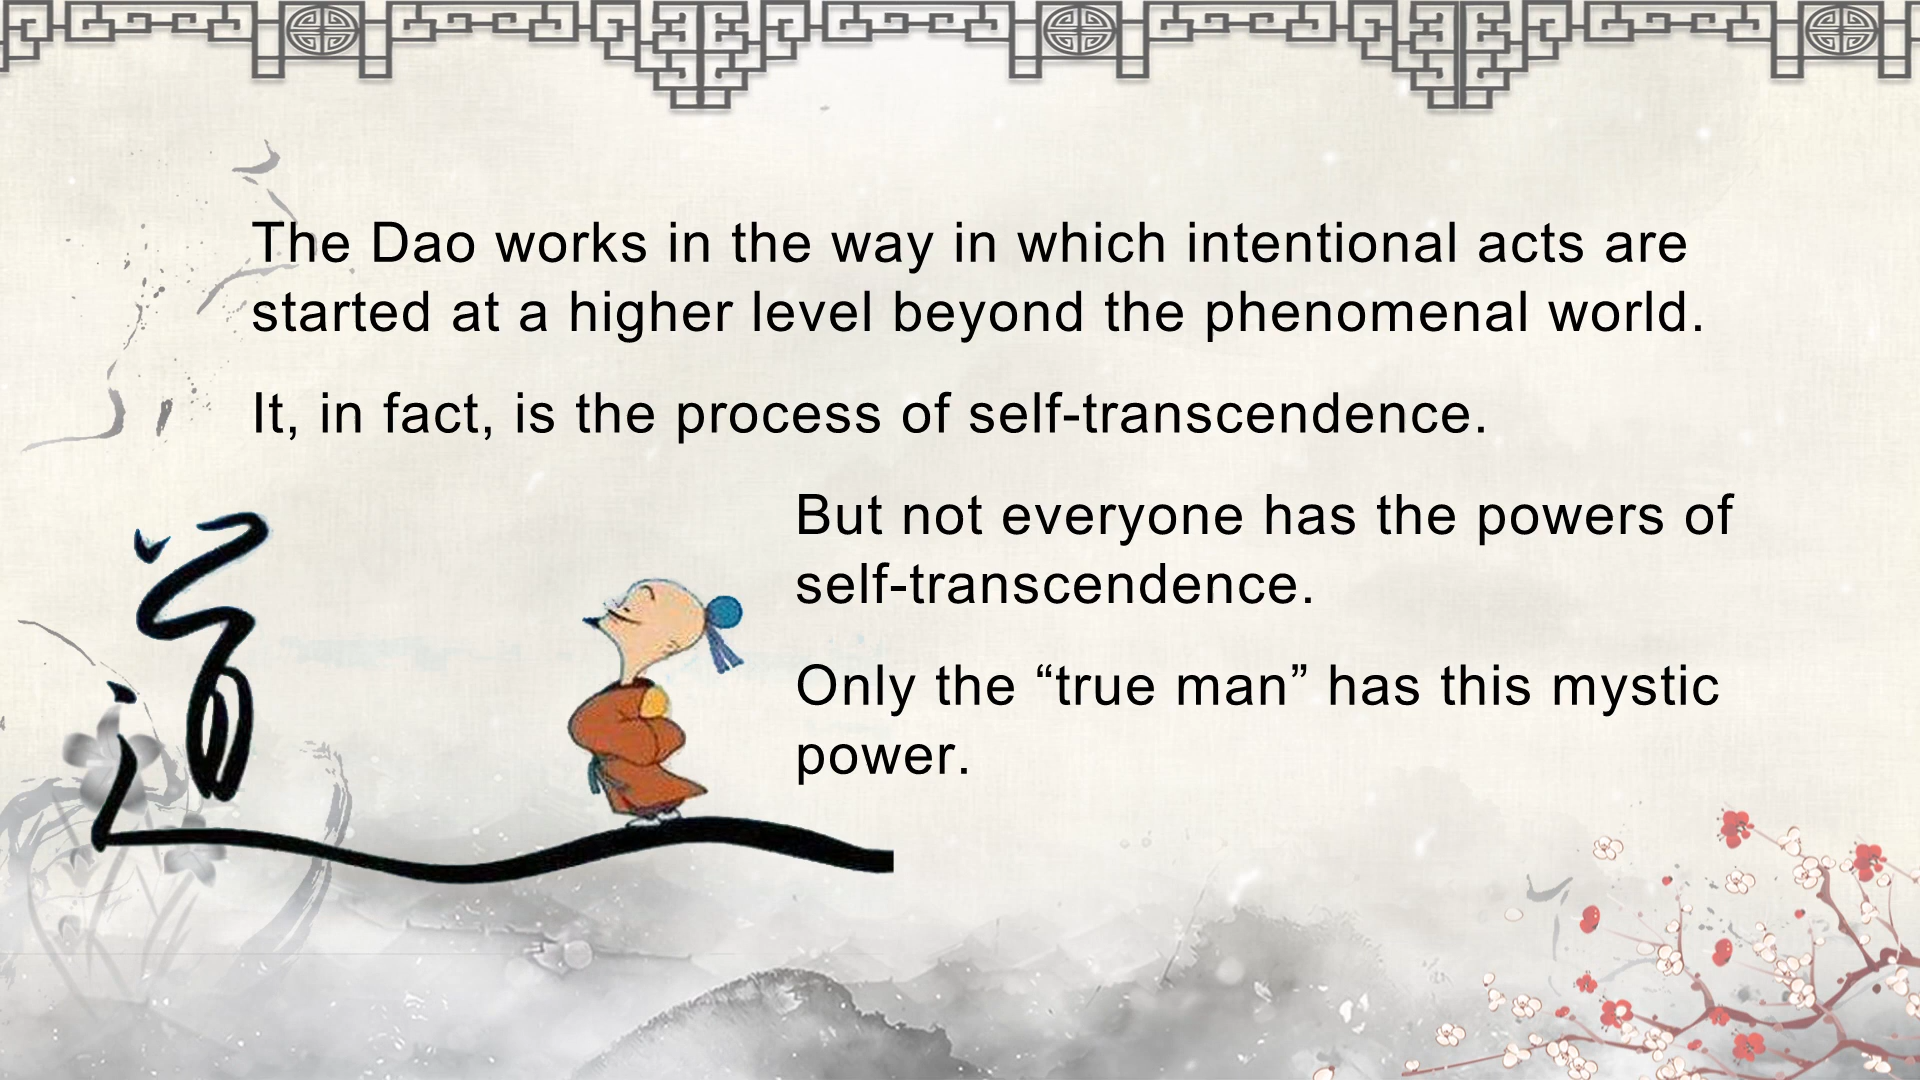 The Dao works in the way in which intentional acts are
started at a higher level beyond the phenomenal world.
It, in fact, is the process of self-transcendence.
But not everyone has the powers of
self-transcendence.
Only the “true man” has this mystic
power.
道